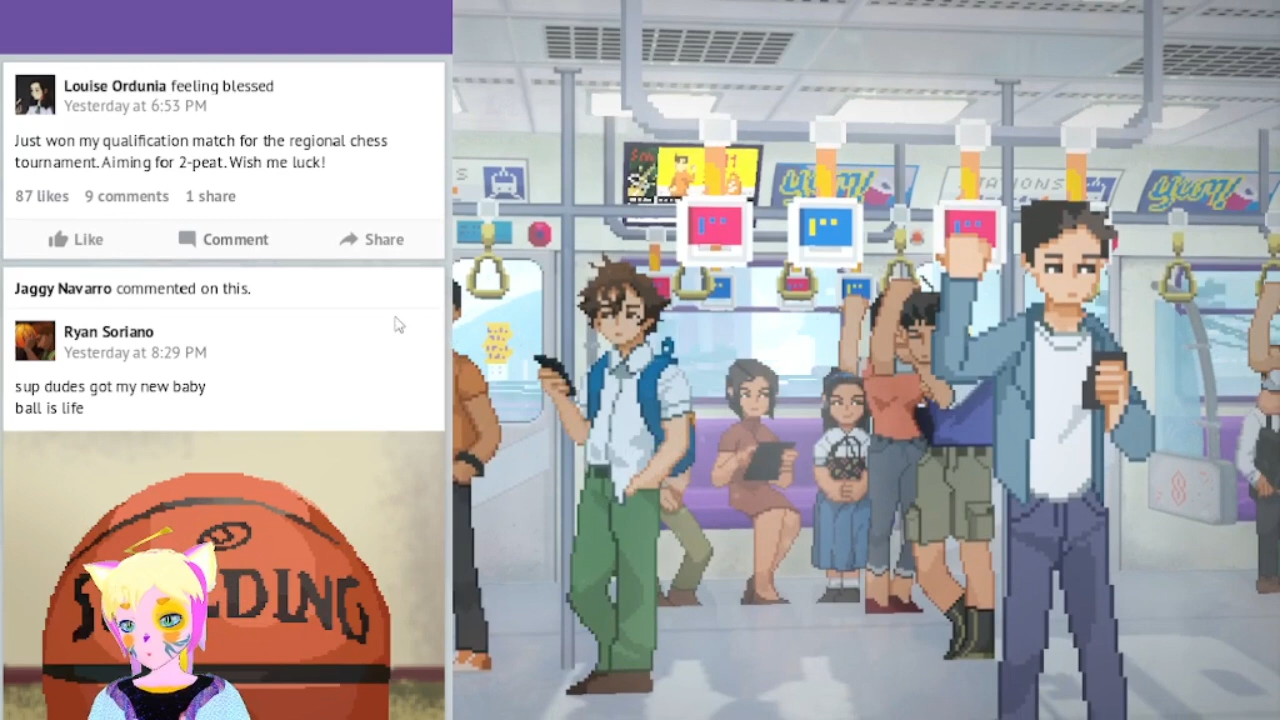 Louise Ordunia feeling blessed
Yesterday at 6:53 PM
Just won my qualification match for the regional chess
tournament. Aiming for 2-peat. Wish me luck!
87 likes 9 comments 1 share
Like Comment Share
Jaggy Navarro commented on this.
Ryan Soriano
Yesterday at 8:29 PM
sup dudes got my new baby
ball is life
yum!
yum!